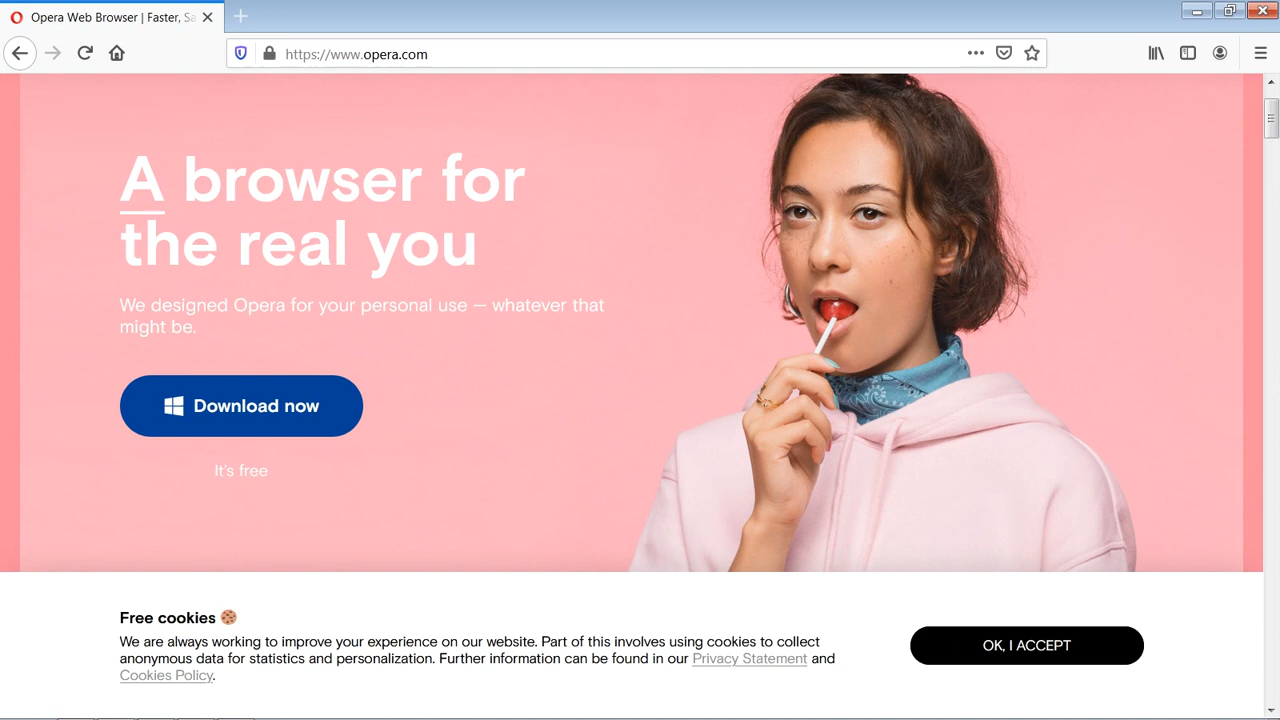 Opera Web Browser | Faster, Sa
https://www.opera.com
A browser for
the real you
We designed Opera for your personal use — whatever that
might be.
Download now
It's free
Free cookies 🍪
We are always working to improve your experience on our website. Part of this involves using cookies to collect
anonymous data for statistics and personalization. Further information can be found in our Privacy Statement and
Cookies Policy.
OK, I ACCEPT